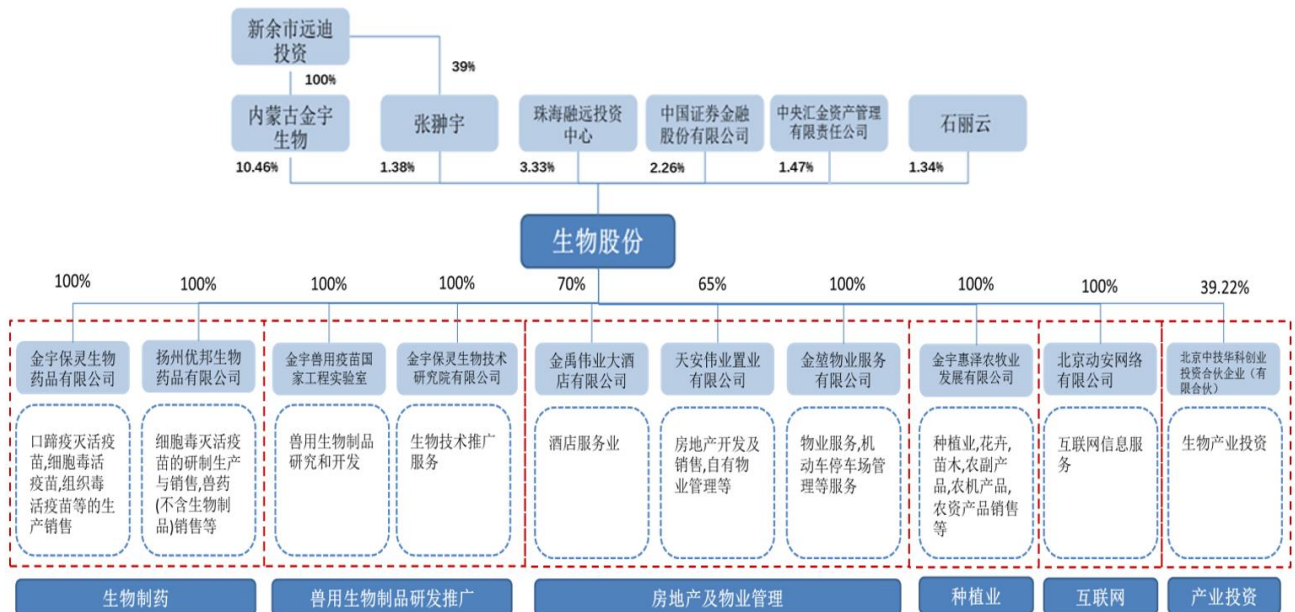 新余市远迪
投资
100%
39%
内蒙古金宇
生物
张翀宇
珠海融远投资
中心
中国证券金融
股份有限公司
中央汇金资产管理
有限责任公司
石丽云
10.46%
1.38%
3.33%
2.26%
1.47%
1.34%
生物股份
100%
100%
100%
100%
70%
65%
100%
100%
100%
39.22%
金宇保灵生物
药品有限公司
扬州优邦生物
药品有限公司
金宇兽用疫苗国
家工程实验室
金宇保灵生物技术
研究院有限公司
金禹伟业大酒
店有限公司
天安伟业置业
有限公司
金堃物业服务
有限公司
金宇惠泽农牧业
发展有限公司
北京动安网络
有限公司
北京中技华科创业
投资合伙企业（有
限合伙）
口蹄疫灭活疫
苗,细胞毒活
疫苗,组织毒
活疫苗等的生
产销售
细胞毒灭活疫
苗的研制生产
与销售,兽药
(不含生物制
品)销售等
兽用生物制品
研究和开发
生物技术推广
服务
酒店服务业
房地产开发及
销售,自有物
业管理等
物业服务,机
动车停车场管
理等服务
种植业,花卉,
苗木,农副产
品,农机产品,
农资产品销售
等
互联网信息服
务
生物产业投资
生物制药
兽用生物制品研发推广
房地产及物业管理
种植业
互联网
产业投资